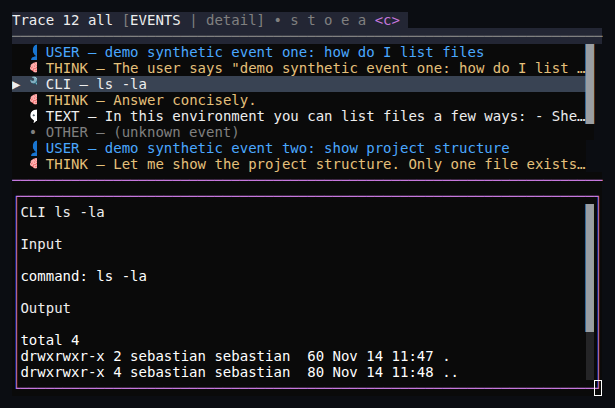 Trace 12 all [EVENTS | detail] • s t o e a <c>
USER — demo synthetic event one: how do I list files
THINK — The user says "demo synthetic event one: how do I list …
▶ CLI — ls -la
THINK — Answer concisely.
TEXT — In this environment you can list files a few ways: - She…
• OTHER — (unknown event)
USER — demo synthetic event two: show project structure
THINK — Let me show the project structure. Only one file exists…
CLI ls -la
Input
command: ls -la
Output
total 4
drwxrwxr-x 2 sebastian sebastian  60 Nov 14 11:47 .
drwxrwxr-x 4 sebastian sebastian  80 Nov 14 11:48 ..